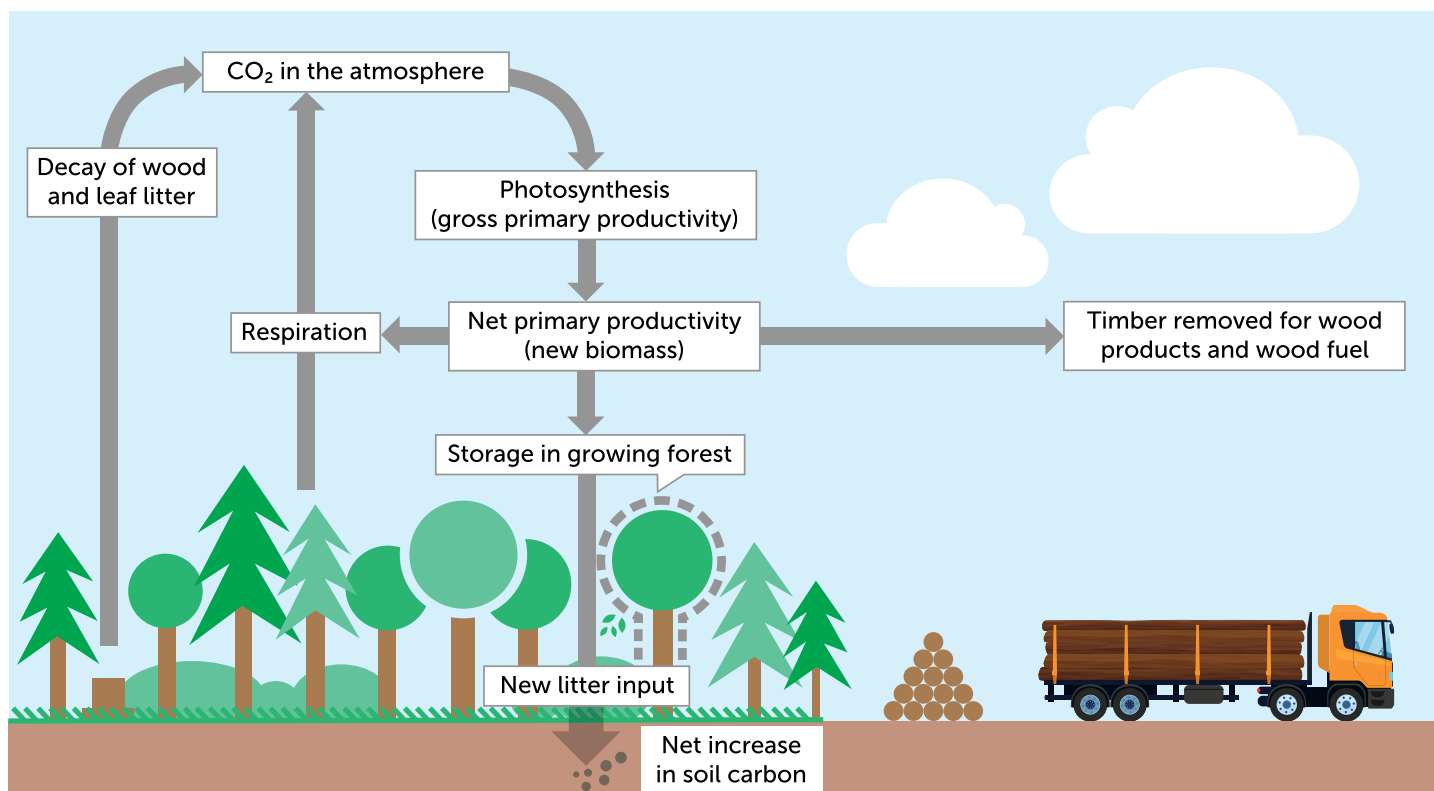 CO₂ in the atmosphere
Decay of wood
and leaf litter
Photosynthesis
(gross primary productivity)
Respiration
Net primary productivity
(new biomass)
Timber removed for wood
products and wood fuel
Storage in growing forest
New litter input
Net increase
in soil carbon